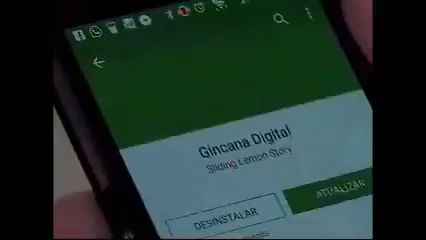 Gincana Digital
Sliding Lemon Story
DESINSTALAR
ATUALIZAR